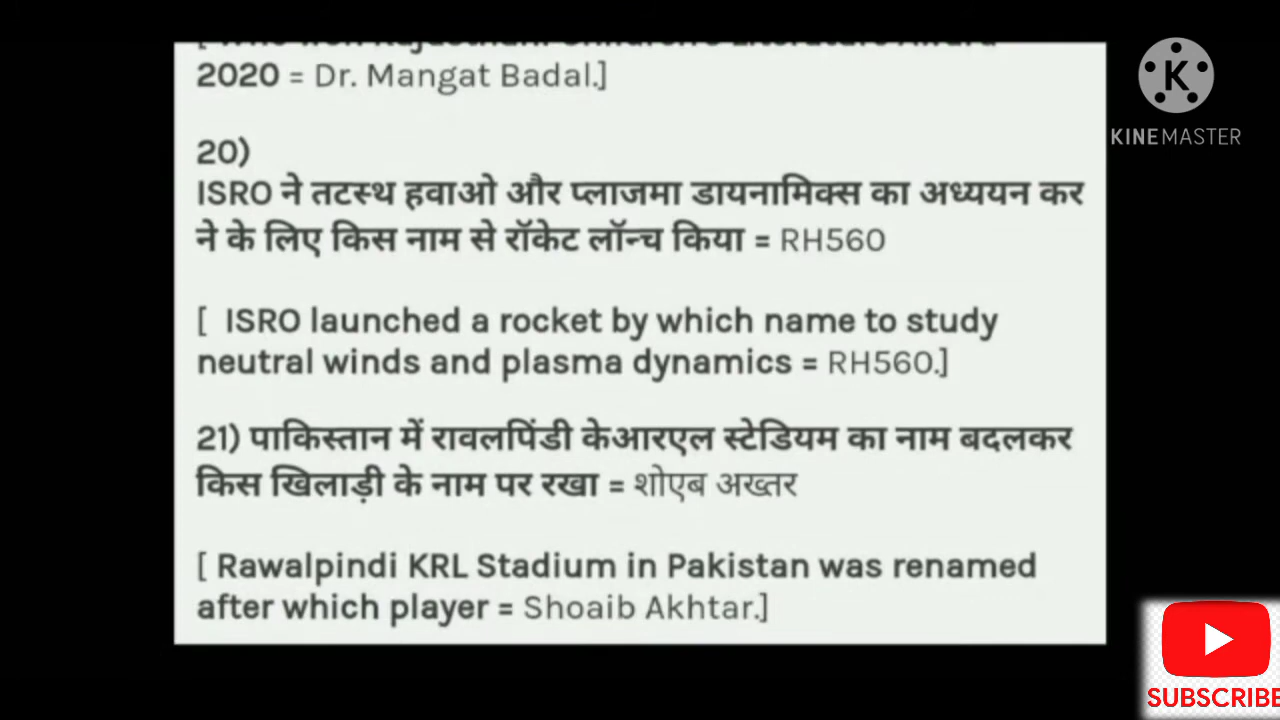 2020 = Dr. Mangat Badal.]
20)
ISRO ने तटस्थ हवाओ और प्लाजमा डायनामिक्स का अध्ययन कर
ने के लिए किस नाम से रॉकेट लॉन्च किया = RH560
[ ISRO launched a rocket by which name to study
neutral winds and plasma dynamics = RH560.]
21) पाकिस्तान में रावलपिंडी केआरएल स्टेडियम का नाम बदलकर
किस खिलाड़ी के नाम पर रखा = शोएब अख्तर
[ Rawalpindi KRL Stadium in Pakistan was renamed
after which player = Shoaib Akhtar.]
K
KINEMASTER
SUBSCRIBE